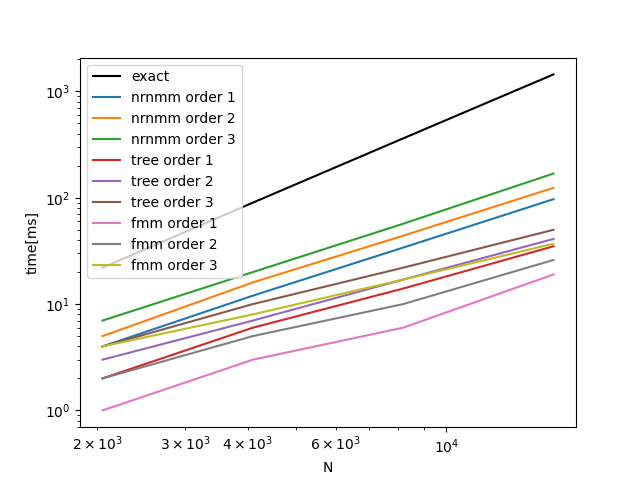 exact
nrnmm order 1
nrnmm order 2
nrnmm order 3
tree order 1
tree order 2
tree order 3
fmm order 1
fmm order 2
fmm order 3
time[ms]
10³
10²
10¹
10⁰
2 × 10³ 3 × 10³ 4 × 10³ 6 × 10³ 10⁴
N